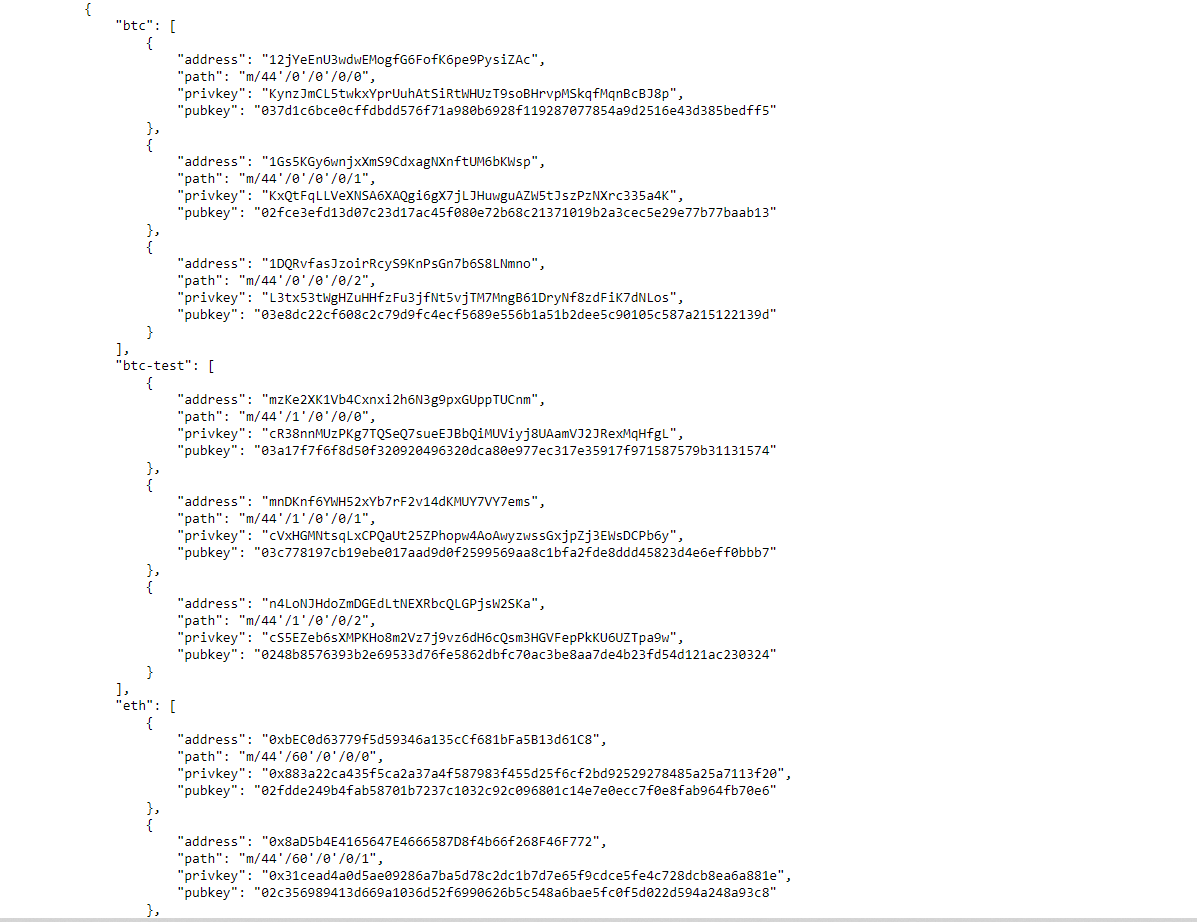 {
"btc": [
{
"address": "12jYeEnU3wdwEMogfG6FofK6pe9PysiZAc",
"path": "m/44'/0'/0'/0/0",
"privkey": "KynzJmCL5twkxYprUuhAtSiRtWHUzT9soBHrvpMSkqfMqnBcBJ8p",
"pubkey": "037d1c6bce0cffdbdd576f71a980b6928f119287077854a9d2516e43d385bedff5"
},
{
"address": "1Gs5KGy6wnjxXmS9CdxagNXnftUM6bKWsp",
"path": "m/44'/0'/0'/0/1",
"privkey": "KxQtFqLLVeXNSA6XAQgi6gX7jLJHuwguAZW5tJszPzNXrc335a4K",
"pubkey": "02fce3efd13d07c23d17ac45f080e72b68c21371019b2a3cec5e29e77b77baab13"
},
{
"address": "1DQRvfasJzoirRcyS9KnPsGn7b6S8LNmno",
"path": "m/44'/0'/0'/0/2",
"privkey": "L3tx53tWgHZuHHfzFu3jfNt5vjTM7MngB61DryNf8zdFiK7dNLos",
"pubkey": "03e8dc22cf608c2c79d9fc4ecf5689e556b1a51b2dee5c90105c587a215122139d"
}
],
"btc-test": [
{
"address": "mzKe2XK1Vb4Cxnxi2h6N3g9pxGUppTUCnm",
"path": "m/44'/1'/0'/0/0",
"privkey": "cR38nnMUzPKg7TQSeQ7sueEJBbQiMUViyj8UAamVJ2JRexMqHfgL",
"pubkey": "03a17f7f6f8d50f320920496320dca80e977ec317e35917f971587579b31131574"
},
{
"address": "mnDKnf6YWH52xYb7rF2v14dKMUY7VY7ems",
"path": "m/44'/1'/0'/0/1",
"privkey": "cVxHGMNtsqLxCPQaUt25ZPhopw4AoAwyzwssGxjpZj3EWsDCPb6y",
"pubkey": "03c778197cb19ebe017aad9d0f2599569aa8c1bfa2fde8ddd45823d4e6eff0bbb7"
},
{
"address": "n4LoNJHdoZmDGEdLtNEXRbcQLGPjsW2SKa",
"path": "m/44'/1'/0'/0/2",
"privkey": "cS5EZeb6sXMPKHo8m2Vz7j9vz6dH6cQsm3HGVFepPkKU6UZTpa9w",
"pubkey": "0248b8576393b2e69533d76fe5862dbfc70ac3be8aa7de4b23fd54d121ac230324"
}
],
"eth": [
{
"address": "0xbEC0d63779f5d59346a135cCf681bFa5B13d61C8",
"path": "m/44'/60'/0'/0/0",
"privkey": "0x883a22ca435f5ca2a37a4f587983f455d25f6cf2bd92529278485a25a7113f20",
"pubkey": "02fdde249b4fab58701b7237c1032c92c096801c14e7e0ecc7f0e8fab964fb70e6"
},
{
"address": "0x8aD5b4E4165647E4666587D8f4b66f268F46F772",
"path": "m/44'/60'/0'/0/1",
"privkey": "0x31cead4a0d5ae09286a7ba5d78c2dc1b7d7e65f9cdce5fe4c728dcb8ea6a881e",
"pubkey": "02c356989413d669a1036d52f6990626b5c548a6bae5fc0f5d022d594a248a93c8"
},